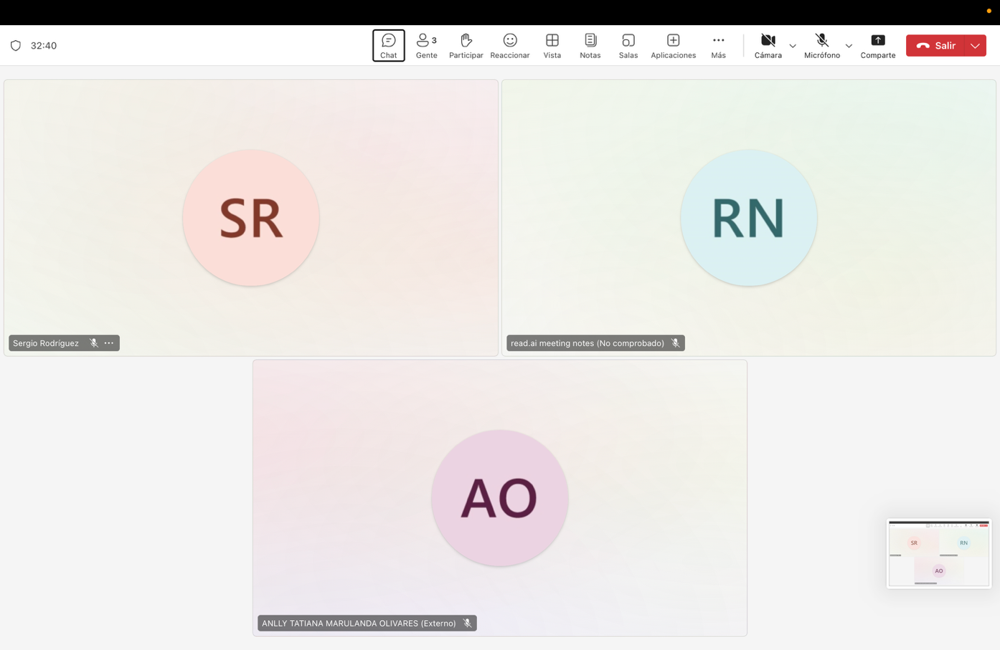 32:40
Chat
3
Gente
Participar
Reaccionar
Vista
Notas
Salas
Aplicaciones
Más
Cámara
Micrófono
Comparte
Salir
SR
Sergio Rodríguez
RN
read.ai meeting notes (No comprobado)
AO
ANLLY TATIANA MARULANDA OLIVARES (Externo)
SR
RN
AO